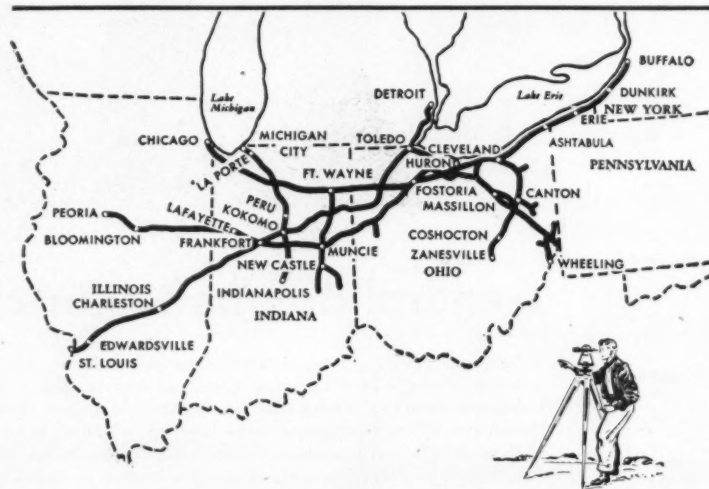 Lake Michigan
Lake Erie
BUFFALO
DUNKIRK
NEW YORK
ERIE
DETROIT
CHICAGO
MICHIGAN CITY
TOLEDO
CLEVELAND
HURON
ASHTABULA
PENNSYLVANIA
LA PORTE
FT. WAYNE
FOSTORIA
CANTON
MASSILLON
PERU
KOKOMO
PEORIA
LAFAYETTE
BLOOMINGTON
FRANKFORT
MUNCIE
COSHOCTON
ZANESVILLE
OHIO
WHEELING
NEW CASTLE
INDIANAPOLIS
INDIANA
ILLINOIS
CHARLESTON
EDWARDSVILLE
ST. LOUIS